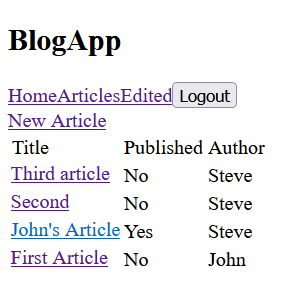 BlogApp
HomeArticlesEdited Logout
New Article
Title Published Author
Third article No Steve
Second No Steve
John's Article Yes Steve
First Article No John